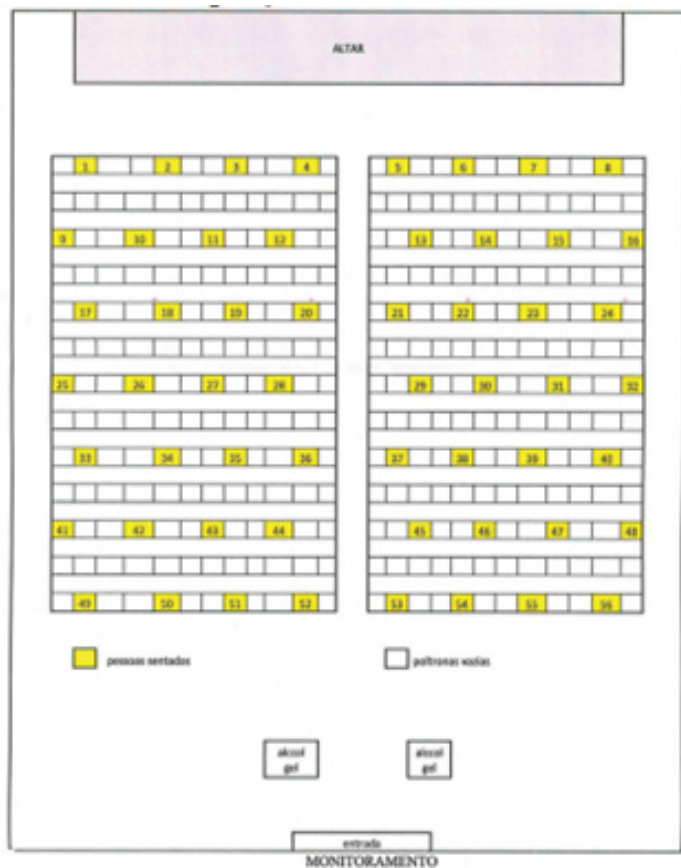 ALTAR
1 2 3 4 5 6 7 8
9 10 11 12 13 14 15 16
17 18 19 20 21 22 23 24
25 26 27 28 29 30 31 32
33 34 35 36 37 38 39 40
41 42 43 44 45 46 47 48
49 50 51 52 53 54 55 56
pessoas sentadas poltronas vazias
alcool alcool
gel gel
entrada
MONITORAMENTO